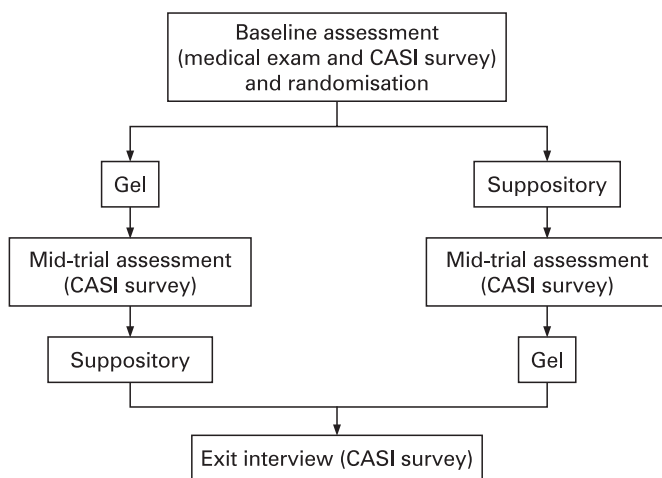 Baseline assessment
(medical exam and CASI survey)
and randomisation
Gel
Suppository
Mid-trial assessment
(CASI survey)
Mid-trial assessment
(CASI survey)
Suppository
Gel
Exit interview (CASI survey)